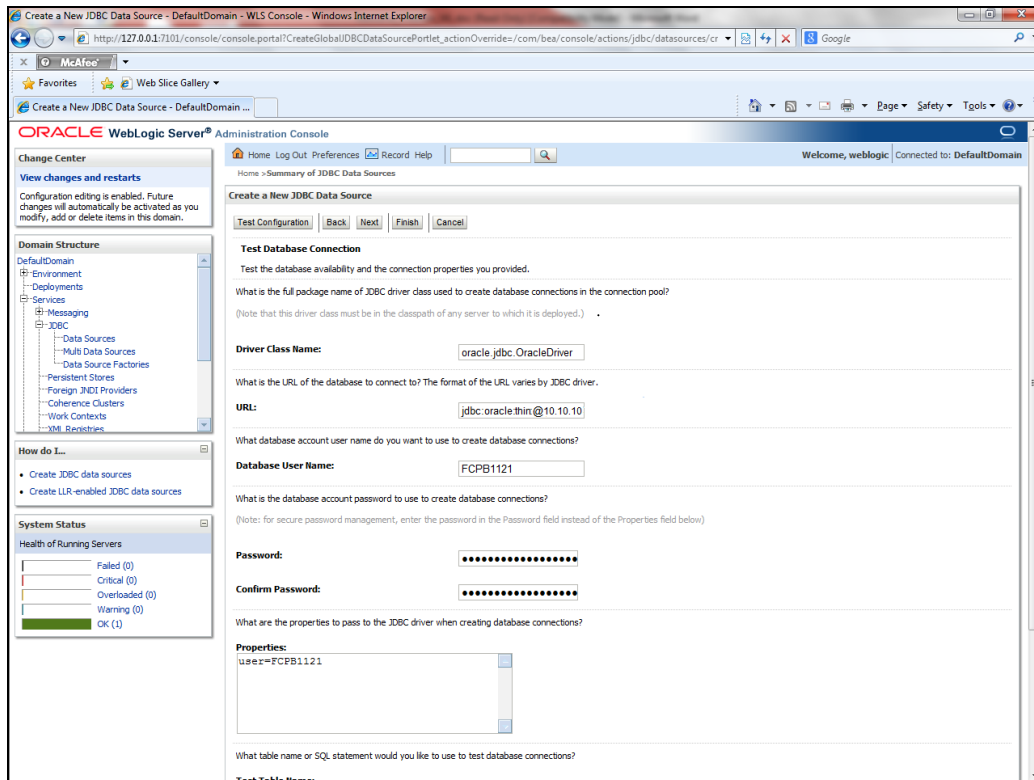 Create a New JDBC Data Source - DefaultDomain - WLS Console - Windows Internet Explorer
http://127.0.0.1:7101/console/console.portal?CreateGlobalJDBCDataSourcePortlet_actionOverride=/com/bea/console/actions/jdbc/datasources/cr
Google
x McAfee
Favorites Web Slice Gallery
Create a New JDBC Data Source - DefaultDomain ...
Page Safety Tools
ORACLE WebLogic Server® Administration Console
Change Center
View changes and restarts
Configuration editing is enabled. Future
changes will automatically be activated as you
modify, add or delete items in this domain.
Domain Structure
DefaultDomain
Environment
Deployments
Services
Messaging
JDBC
Data Sources
Multi Data Sources
Data Source Factories
Persistent Stores
Foreign JNDI Providers
Coherence Clusters
Work Contexts
XML Registries
How do I...
Create JDBC data sources
Create LLR-enabled JDBC data sources
System Status
Health of Running Servers
Failed (0)
Critical (0)
Overloaded (0)
Warning (0)
OK (1)
Home Log Out Preferences Record Help
Welcome, weblogic Connected to: DefaultDomain
Home >Summary of JDBC Data Sources
Create a New JDBC Data Source
Test Configuration Back Next Finish Cancel
Test Database Connection
Test the database availability and the connection properties you provided.
What is the full package name of JDBC driver class used to create database connections in the connection pool?
(Note that this driver class must be in the classpath of any server to which it is deployed.) .
Driver Class Name: oracle.jdbc.OracleDriver
What is the URL of the database to connect to? The format of the URL varies by JDBC driver.
URL: jdbc:oracle:thin:@10.10.10
What database account user name do you want to use to create database connections?
Database User Name: FCPB1121
What is the database account password to use to create database connections?
(Note: for secure password management, enter the password in the Password field instead of the Properties field below)
Password: ••••••••••••••••••
Confirm Password: ••••••••••••••••••
What are the properties to pass to the JDBC driver when creating database connections?
Properties:
user=FCPB1121
What table name or SQL statement would you like to use to test database connections?
Test Table Name: